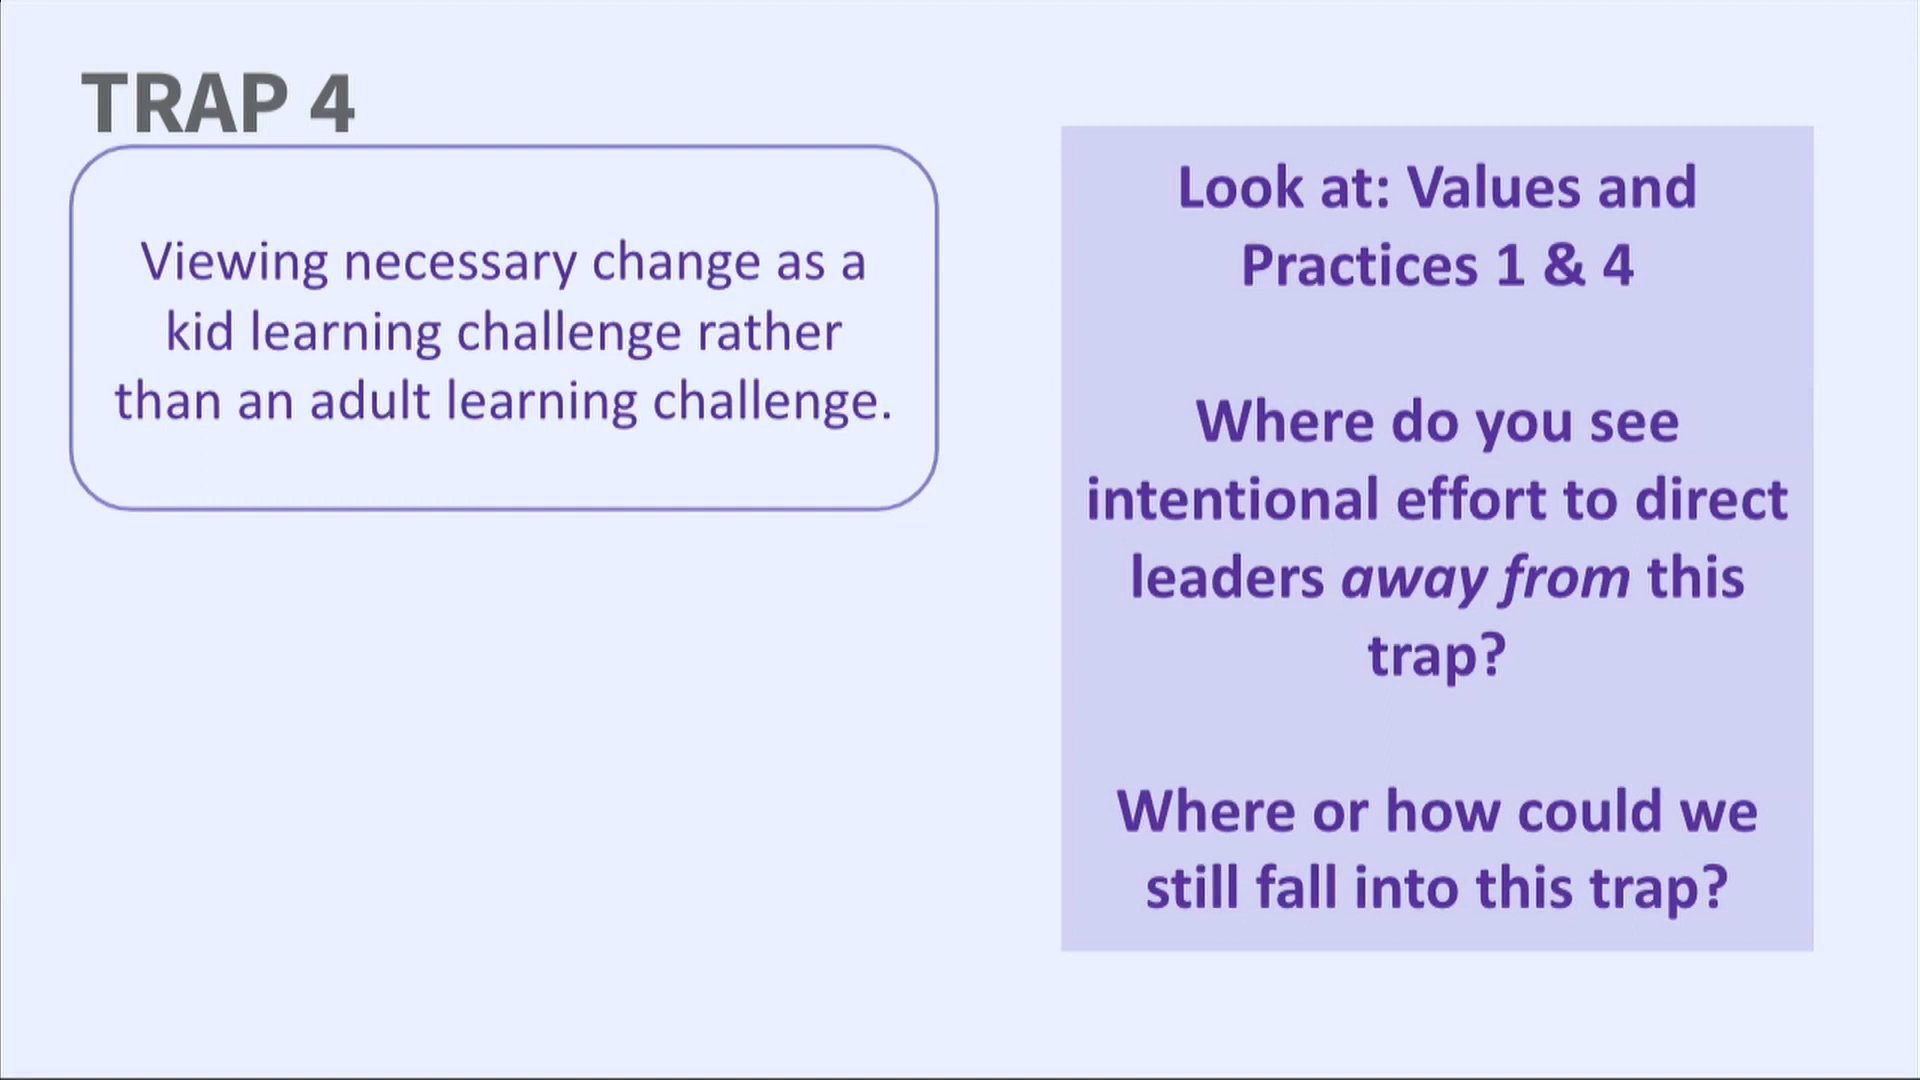 TRAP 4
Viewing necessary change as a
kid learning challenge rather
than an adult learning challenge.
Look at: Values and
Practices 1 & 4
Where do you see
intentional effort to direct
leaders away from this
trap?
Where or how could we
still fall into this trap?